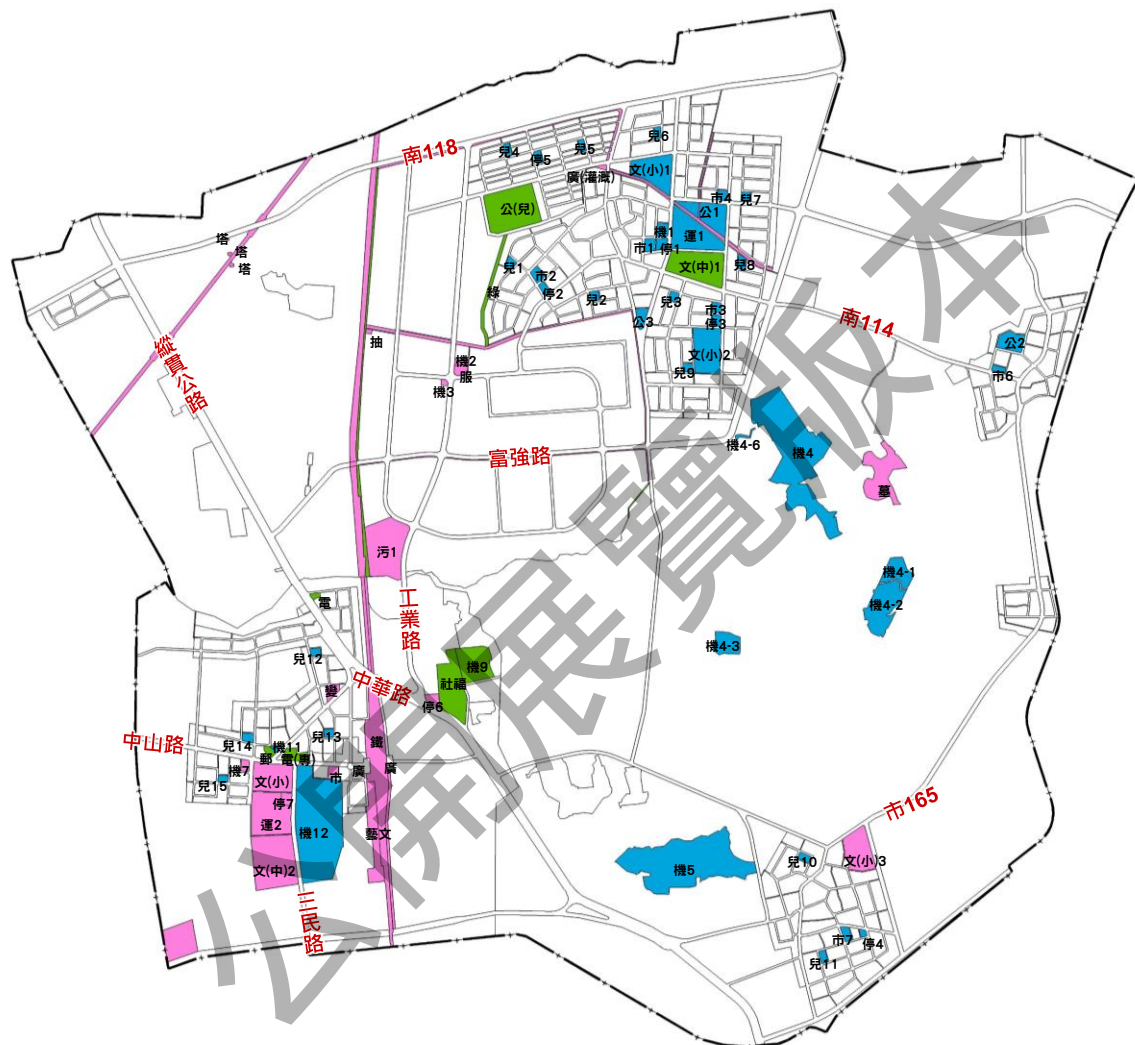 南118
兒4
停5
兒5
兒6
廣(灌溉)
文(小)1
公(兒)
市4
兒7
公1
機1
運1
市1
停1
文(中)1
兒8
塔
塔
塔
兒1
市2
停2
綠
兒2
兒3
市3
停3
公3
文(小)2
兒9
南114
公2
市6
縱貫公路
抽
機2
服
機3
富強路
機4-6
機4
墓
污1
機4-1
機4-2
機4-3
工業路
電
兒12
變
中華路
機9
社福
停6
中山路
兒14
機11
兒13
郵
電(專)
鐵
機7
兒15
文(小)
市
廣
廣
停7
運2
機12
藝文
文(中)2
三民路
市165
機5
兒10
文(小)3
市7
停4
兒11
公開展覽版本